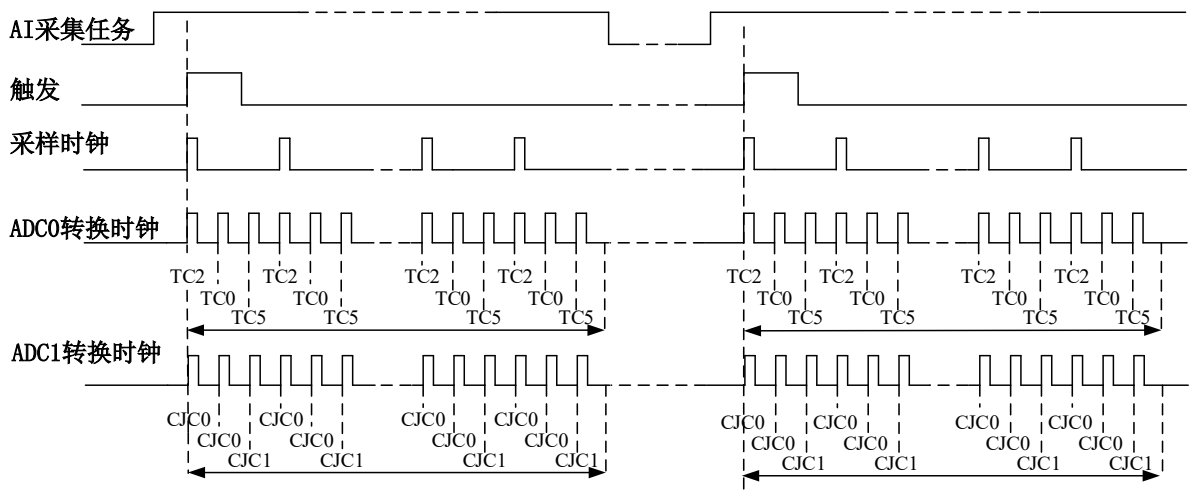 AI采集任务
触发
采样时钟
ADC0转换时钟
TC2 TC2 TC2 TC2 TC2 TC2 TC2 TC2
TC0 TC0 TC0 TC0 TC0 TC0 TC0 TC0
TC5 TC5 TC5 TC5 TC5 TC5 TC5 TC5
ADC1转换时钟
CJC0 CJC0 CJC0 CJC0 CJC0 CJC0 CJC0 CJC0
CJC0 CJC0 CJC0 CJC0 CJC0 CJC0 CJC0 CJC0
CJC1 CJC1 CJC1 CJC1 CJC1 CJC1 CJC1 CJC1